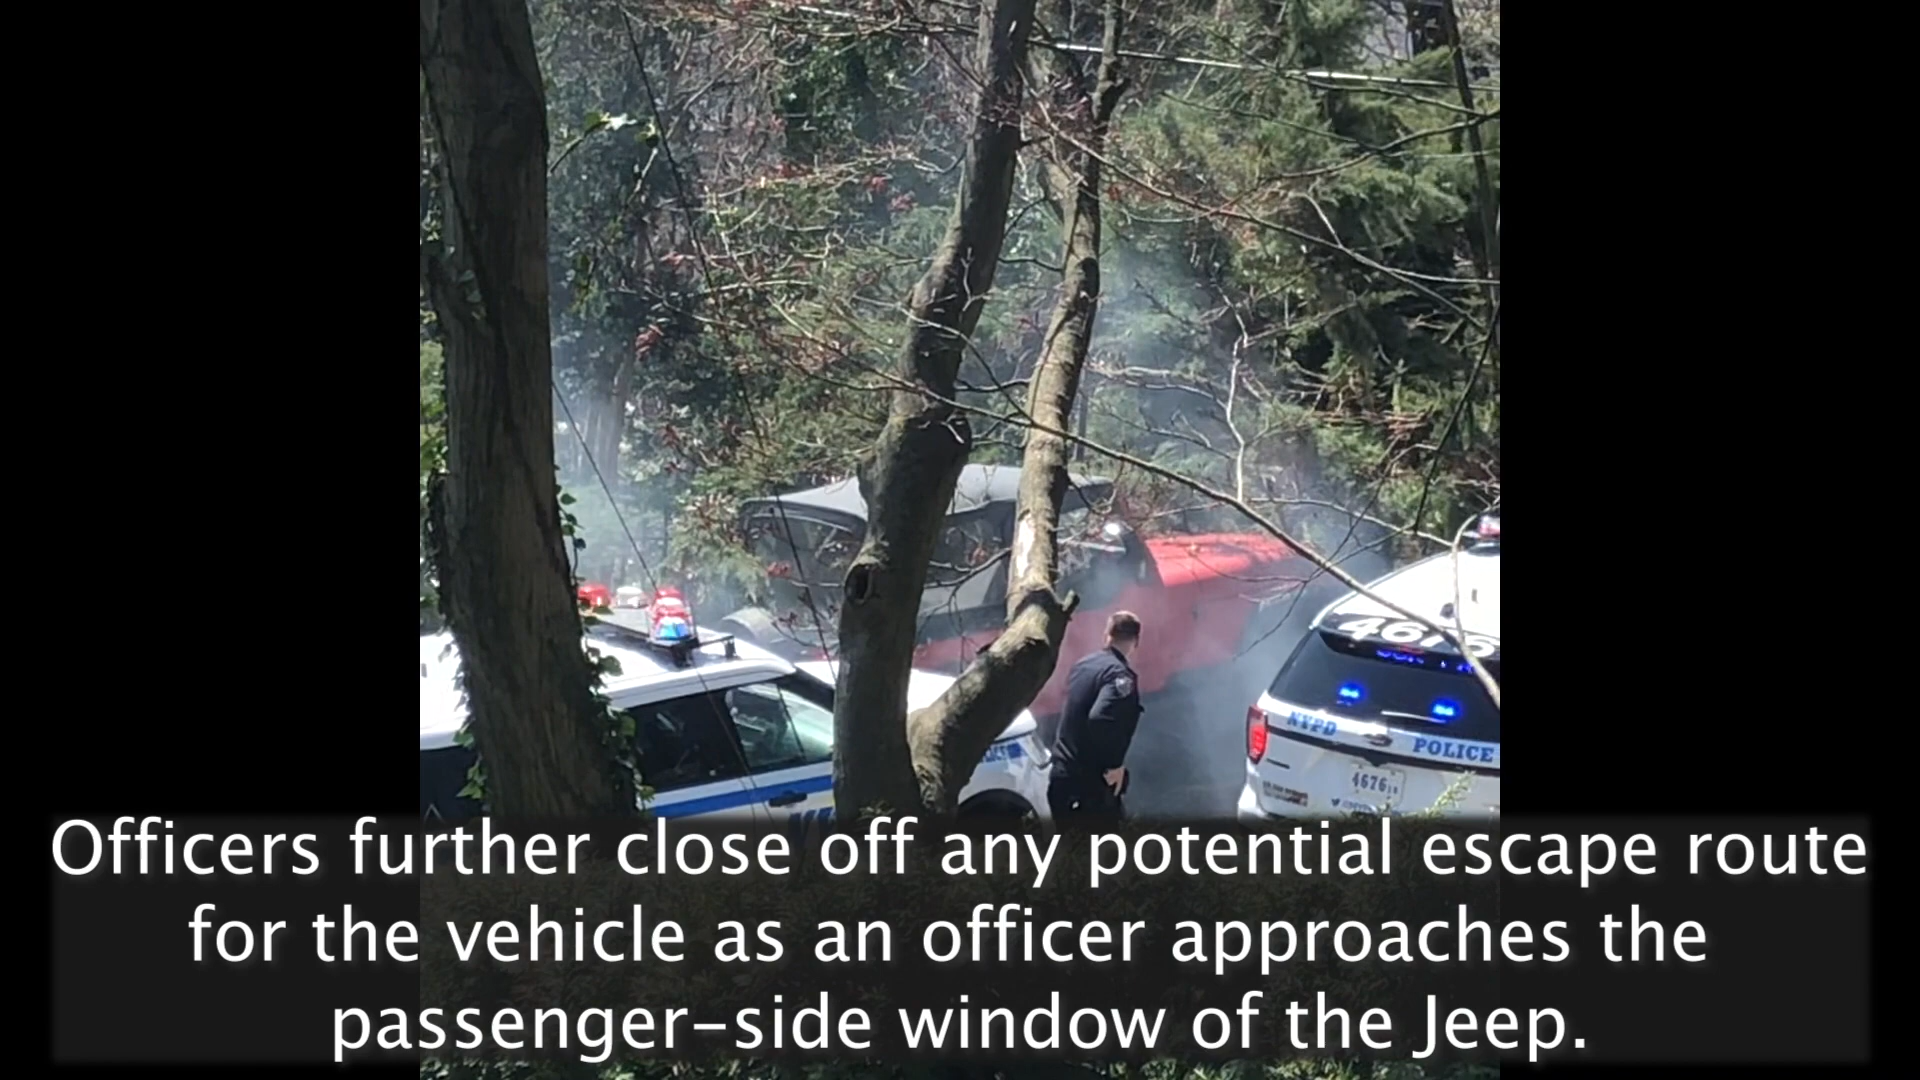 4676
NYPD
POLICE
4676
Officers further close off any potential escape route
for the vehicle as an officer approaches the
passenger-side window of the Jeep.